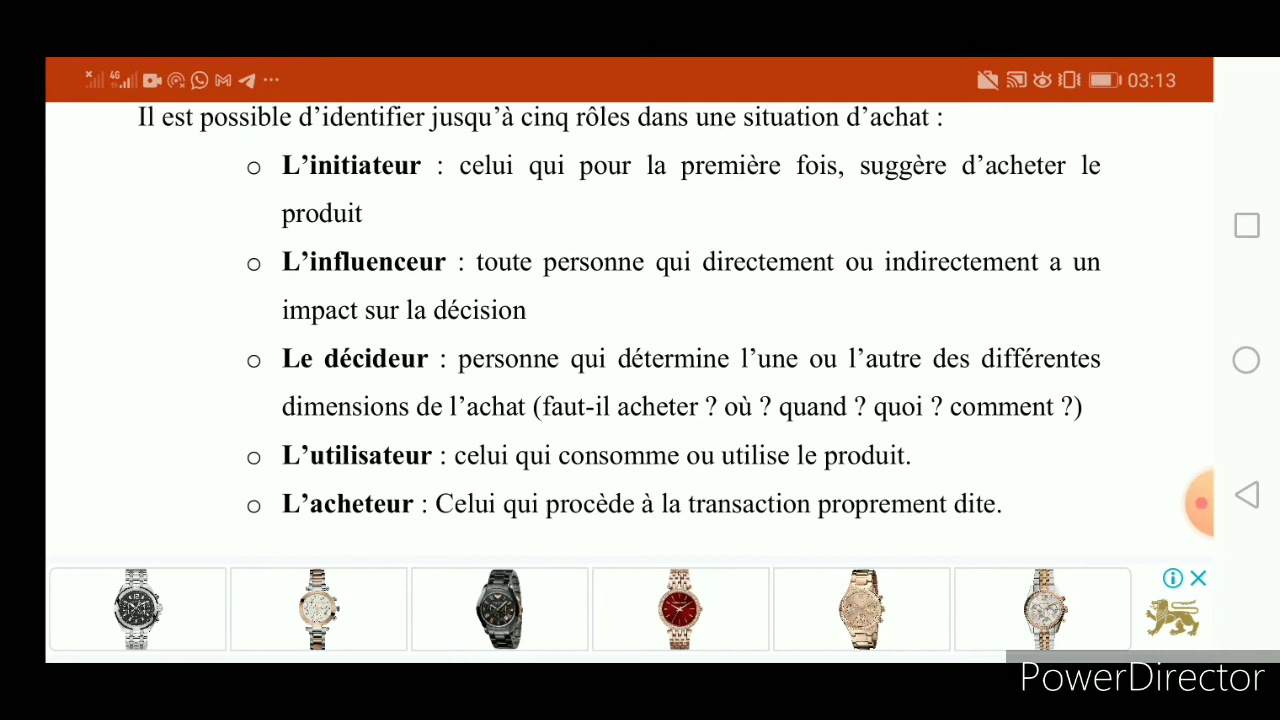 4G
03:13
Il est possible d’identifier jusqu’à cinq rôles dans une situation d’achat :
o L’initiateur : celui qui pour la première fois, suggère d’acheter le
produit
o L’influenceur : toute personne qui directement ou indirectement a un
impact sur la décision
o Le décideur : personne qui détermine l’une ou l’autre des différentes
dimensions de l’achat (faut-il acheter ? où ? quand ? quoi ? comment ?)
o L’utilisateur : celui qui consomme ou utilise le produit.
o L’acheteur : Celui qui procède à la transaction proprement dite.
PowerDirector